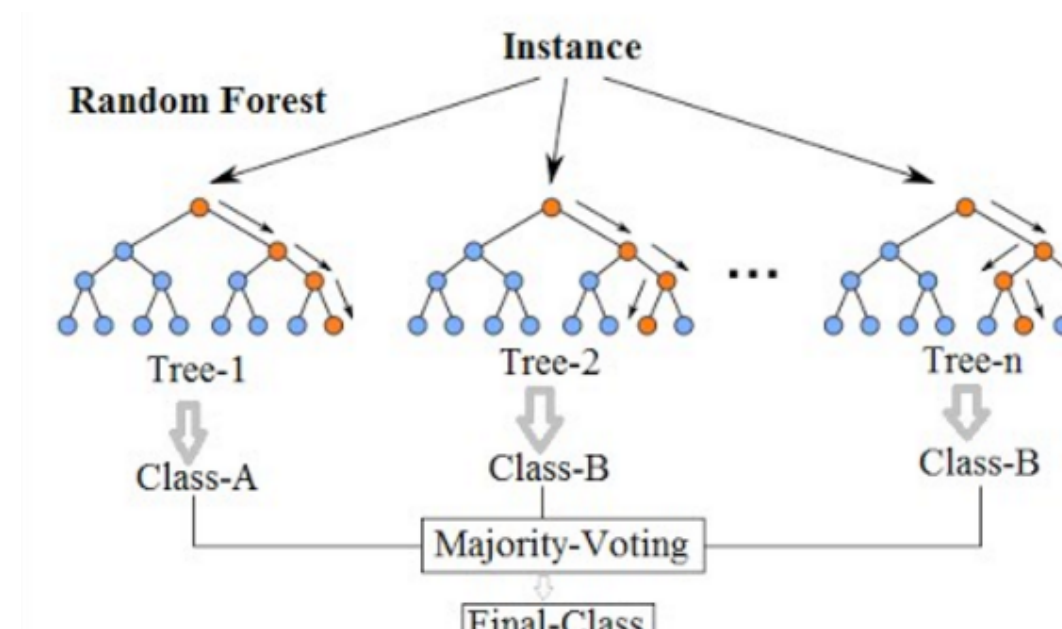 Instance
Random Forest
...
Tree-1
Tree-2
Tree-n
Class-A
Class-B
Class-B
Majority-Voting
Final-Class